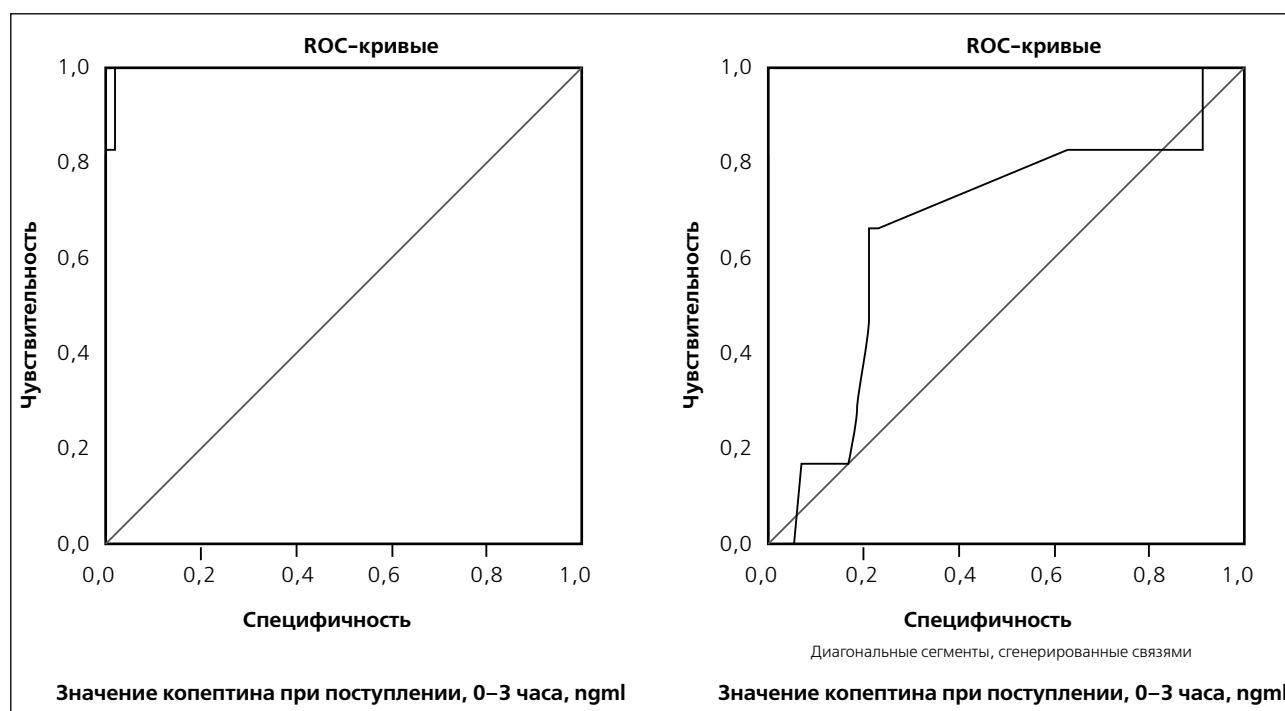 ROC–кривые
1,0
0,8
0,6
0,4
0,2
0,0
Чувствительность
0,0 0,2 0,4 0,6 0,8 1,0
Специфичность
Значение копептина при поступлении, 0–3 часа, ngml
ROC–кривые
1,0
0,8
0,6
0,4
0,2
0,0
Чувствительность
0,0 0,2 0,4 0,6 0,8 1,0
Специфичность
Диагональные сегменты, сгенерированные связями
Значение копептина при поступлении, 0–3 часа, ngml